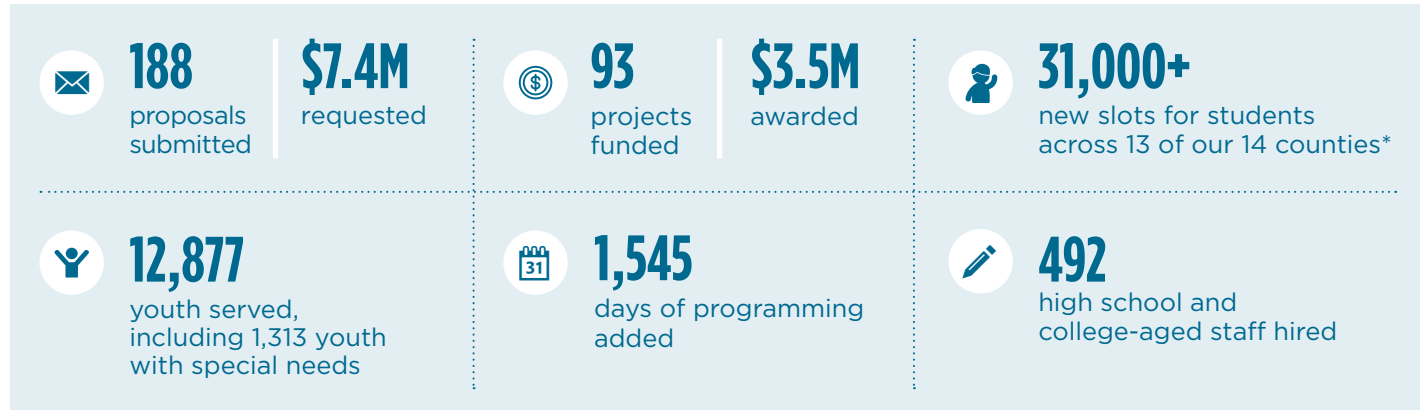 188
proposals
submitted
$7.4M
requested
$
93
projects
funded
$3.5M
awarded
31,000+
new slots for students
across 13 of our 14 counties*
12,877
youth served,
including 1,313 youth
with special needs
31
1,545
days of programming
added
492
high school and
college-aged staff hired